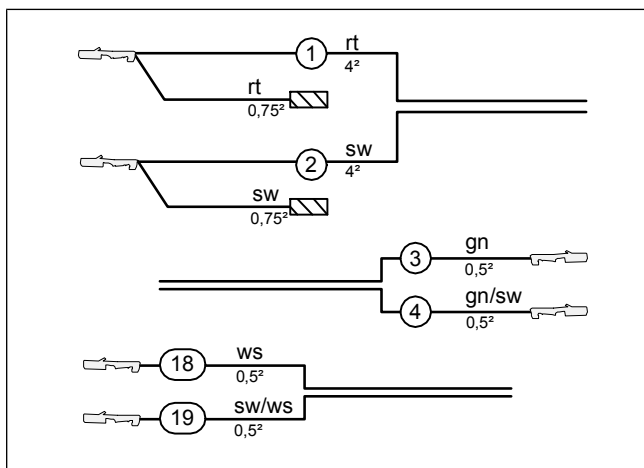 1 rt
4²
rt
0,75²
2 sw
4²
sw
0,75²
3 gn
0,5²
4 gn/sw
0,5²
18 ws
0,5²
19 sw/ws
0,5²